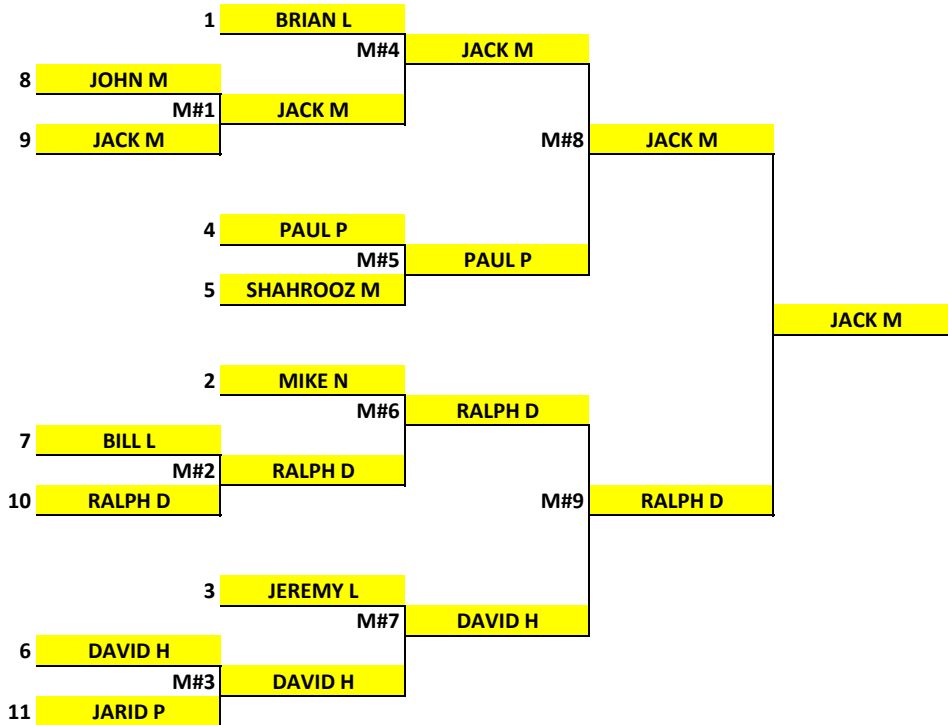 1 BRIAN L
M#4 JACK M
8 JOHN M
M#1 JACK M
9 JACK M
M#8 JACK M
4 PAUL P
M#5 PAUL P
5 SHAHROOZ M
JACK M
2 MIKE N
M#6 RALPH D
7 BILL L
M#2 RALPH D
10 RALPH D
M#9 RALPH D
3 JEREMY L
M#7 DAVID H
6 DAVID H
M#3 DAVID H
11 JARID P